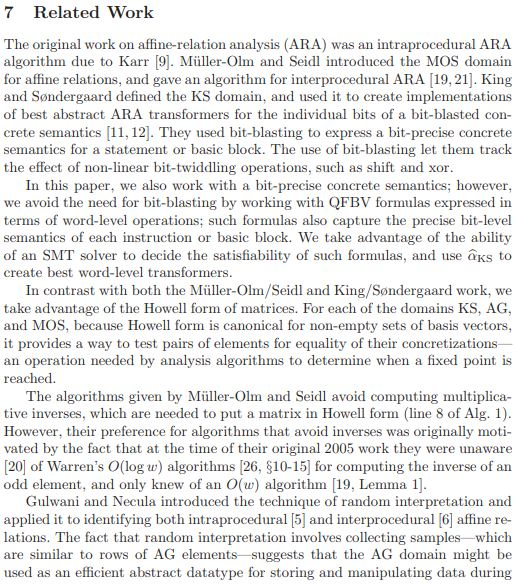 7 Related Work
The original work on affine-relation analysis (ARA) was an intraprocedural ARA
algorithm due to Karr [9]. Müller-Olm and Seidl introduced the MOS domain
for affine relations, and gave an algorithm for interprocedural ARA [19, 21]. King
and Søndergaard defined the KS domain, and used it to create implementations
of best abstract ARA transformers for the individual bits of a bit-blasted con-
crete semantics [11, 12]. They used bit-blasting to express a bit-precise concrete
semantics for a statement or basic block. The use of bit-blasting let them track
the effect of non-linear bit-twiddling operations, such as shift and xor.
In this paper, we also work with a bit-precise concrete semantics; however,
we avoid the need for bit-blasting by working with QFBV formulas expressed in
terms of word-level operations; such formulas also capture the precise bit-level
semantics of each instruction or basic block. We take advantage of the ability
of an SMT solver to decide the satisfiability of such formulas, and use α̂KS to
create best word-level transformers.
In contrast with both the Müller-Olm/Seidl and King/Søndergaard work, we
take advantage of the Howell form of matrices. For each of the domains KS, AG,
and MOS, because Howell form is canonical for non-empty sets of basis vectors,
it provides a way to test pairs of elements for equality of their concretizations—
an operation needed by analysis algorithms to determine when a fixed point is
reached.
The algorithms given by Müller-Olm and Seidl avoid computing multiplica-
tive inverses, which are needed to put a matrix in Howell form (line 8 of Alg. 1).
However, their preference for algorithms that avoid inverses was originally moti-
vated by the fact that at the time of their original 2005 work they were unaware
[20] of Warren's O(log w) algorithms [26, §10-15] for computing the inverse of an
odd element, and only knew of an O(w) algorithm [19, Lemma 1].
Gulwani and Necula introduced the technique of random interpretation and
applied it to identifying both intraprocedural [5] and interprocedural [6] affine re-
lations. The fact that random interpretation involves collecting samples—which
are similar to rows of AG elements—suggests that the AG domain might be
used as an efficient abstract datatype for storing and manipulating data during